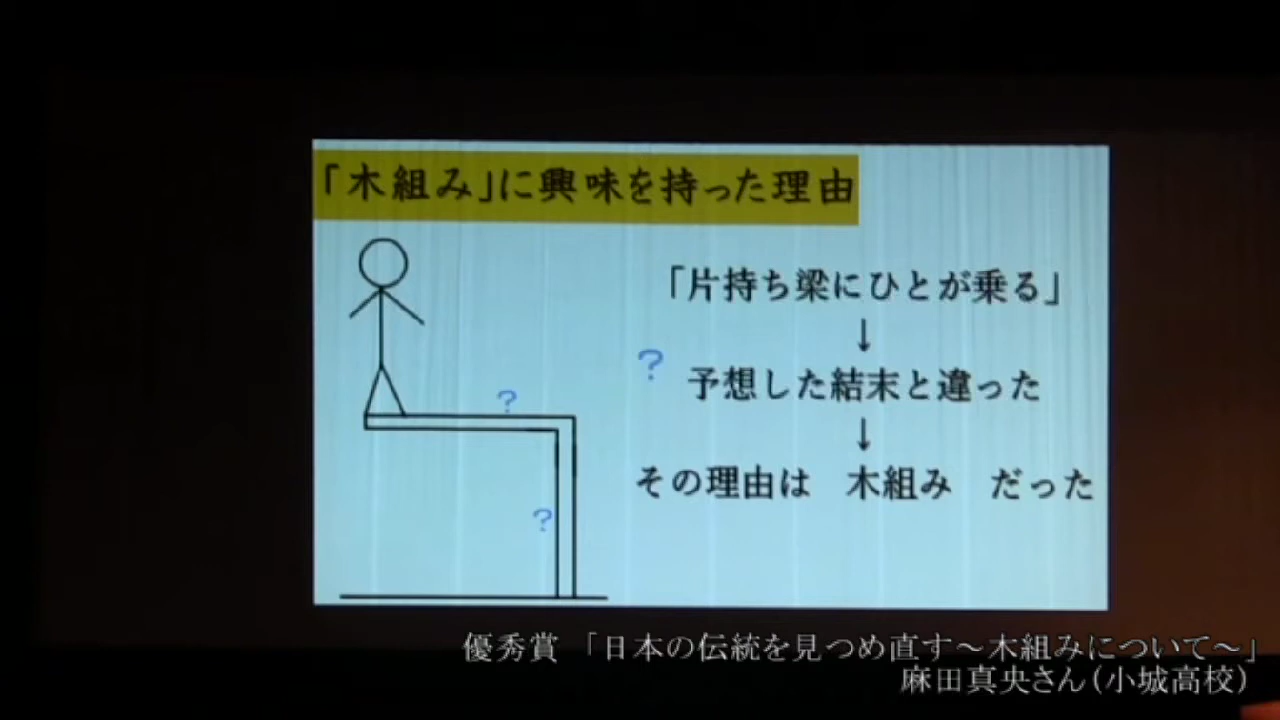 「木組み」に興味を持った理由
「片持ち梁にひとが乗る」
↓
?
予想した結末と違った
?
↓
その理由は 木組み だった
?
優秀賞 「日本の伝統を見つめ直す～木組みについて～」
麻田真央さん(小城高校)